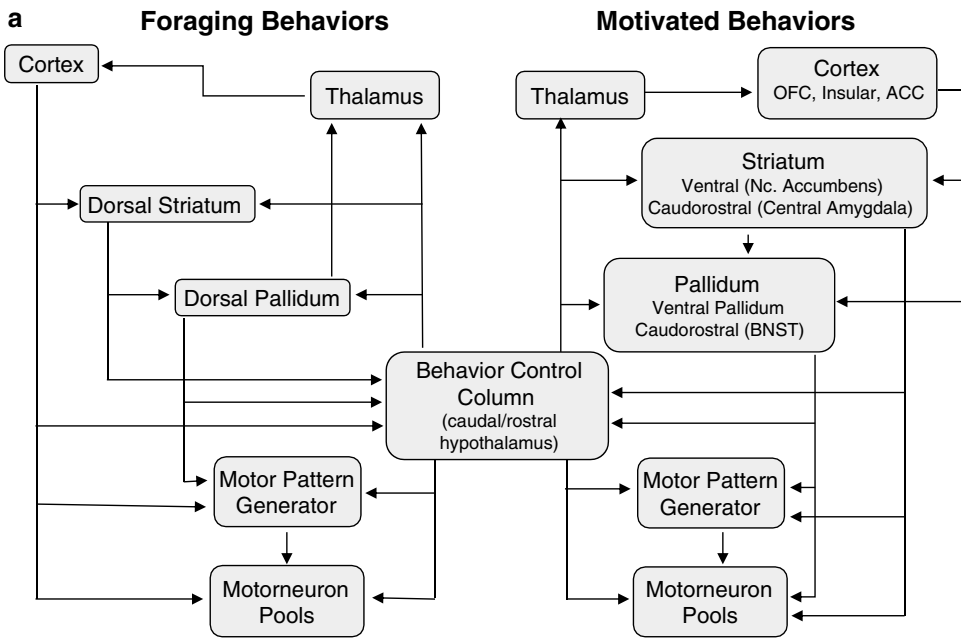 a
Foraging Behaviors
Motivated Behaviors
Cortex
Thalamus
Dorsal Striatum
Dorsal Pallidum
Thalamus
Cortex
OFC, Insular, ACC
Striatum
Ventral (Nc. Accumbens)
Caudorostral (Central Amygdala)
Pallidum
Ventral Pallidum
Caudorostral (BNST)
Behavior Control
Column
(caudal/rostral
hypothalamus)
Motor Pattern
Generator
Motorneuron
Pools
Motor Pattern
Generator
Motorneuron
Pools